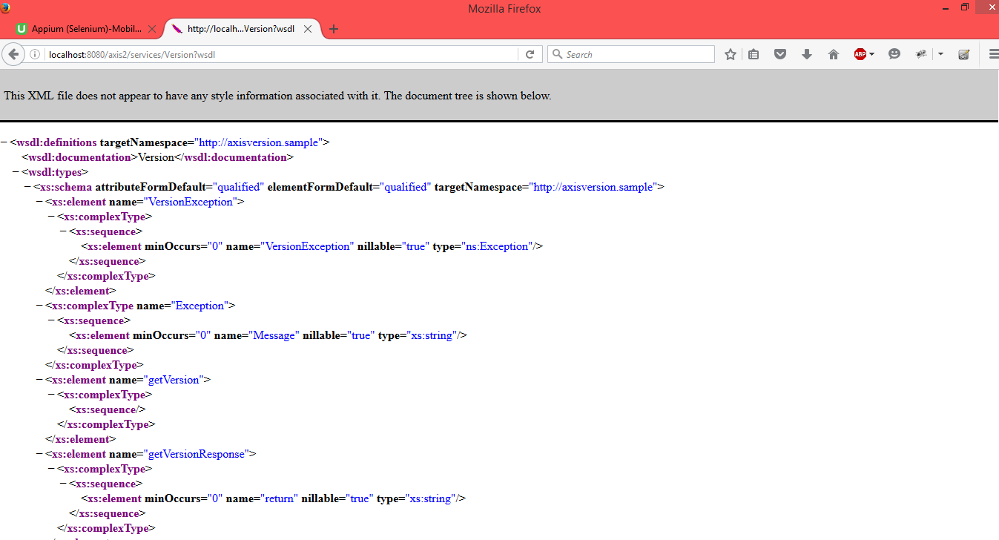 Mozilla Firefox
Appium (Selenium)-Mobil...
http://localh...Version?wsdl
localhost:8080/axis2/services/Version?wsdl
Search
ABP
This XML file does not appear to have any style information associated with it. The document tree is shown below.
−<wsdl:definitions targetNamespace="http://axisversion.sample">
<wsdl:documentation>Version</wsdl:documentation>
−<wsdl:types>
−<xs:schema attributeFormDefault="qualified" elementFormDefault="qualified" targetNamespace="http://axisversion.sample">
−<xs:element name="VersionException">
−<xs:complexType>
−<xs:sequence>
<xs:element minOccurs="0" name="VersionException" nillable="true" type="ns:Exception"/>
</xs:sequence>
</xs:complexType>
</xs:element>
−<xs:complexType name="Exception">
−<xs:sequence>
<xs:element minOccurs="0" name="Message" nillable="true" type="xs:string"/>
</xs:sequence>
</xs:complexType>
−<xs:element name="getVersion">
−<xs:complexType>
<xs:sequence/>
</xs:complexType>
</xs:element>
−<xs:element name="getVersionResponse">
−<xs:complexType>
−<xs:sequence>
<xs:element minOccurs="0" name="return" nillable="true" type="xs:string"/>
</xs:sequence>
</xs:complexType>